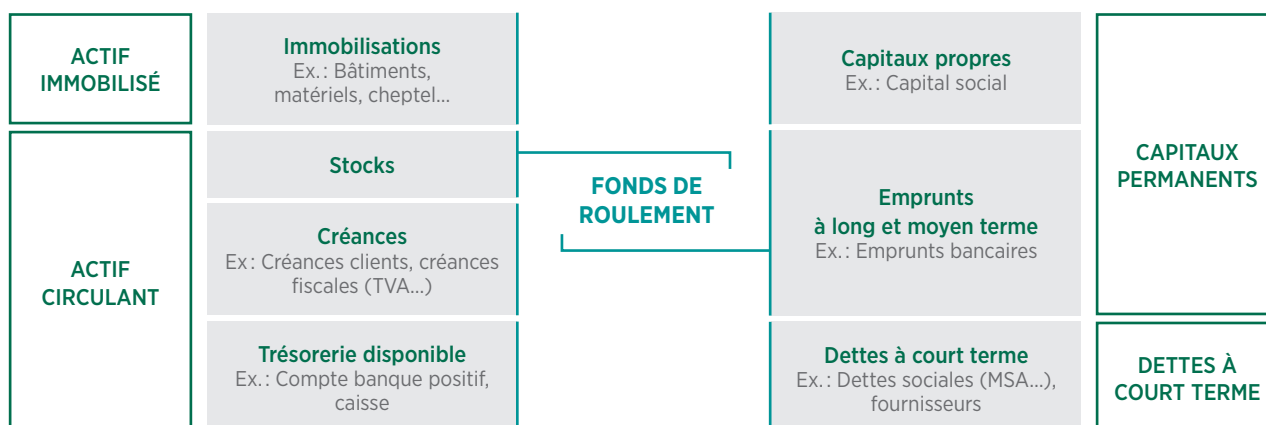 ACTIF
IMMOBILISÉ
Immobilisations
Ex. : Bâtiments,
matériels, cheptel...
Capitaux propres
Ex. : Capital social
ACTIF
CIRCULANT
Stocks
Créances
Ex : Créances clients, créances
fiscales (TVA...)
Trésorerie disponible
Ex. : Compte banque positif,
caisse
FONDS DE
ROULEMENT
Emprunts
à long et moyen terme
Ex. : Emprunts bancaires
Dettes à court terme
Ex. : Dettes sociales (MSA...),
fournisseurs
CAPITAUX
PERMANENTS
DETTES À
COURT TERME